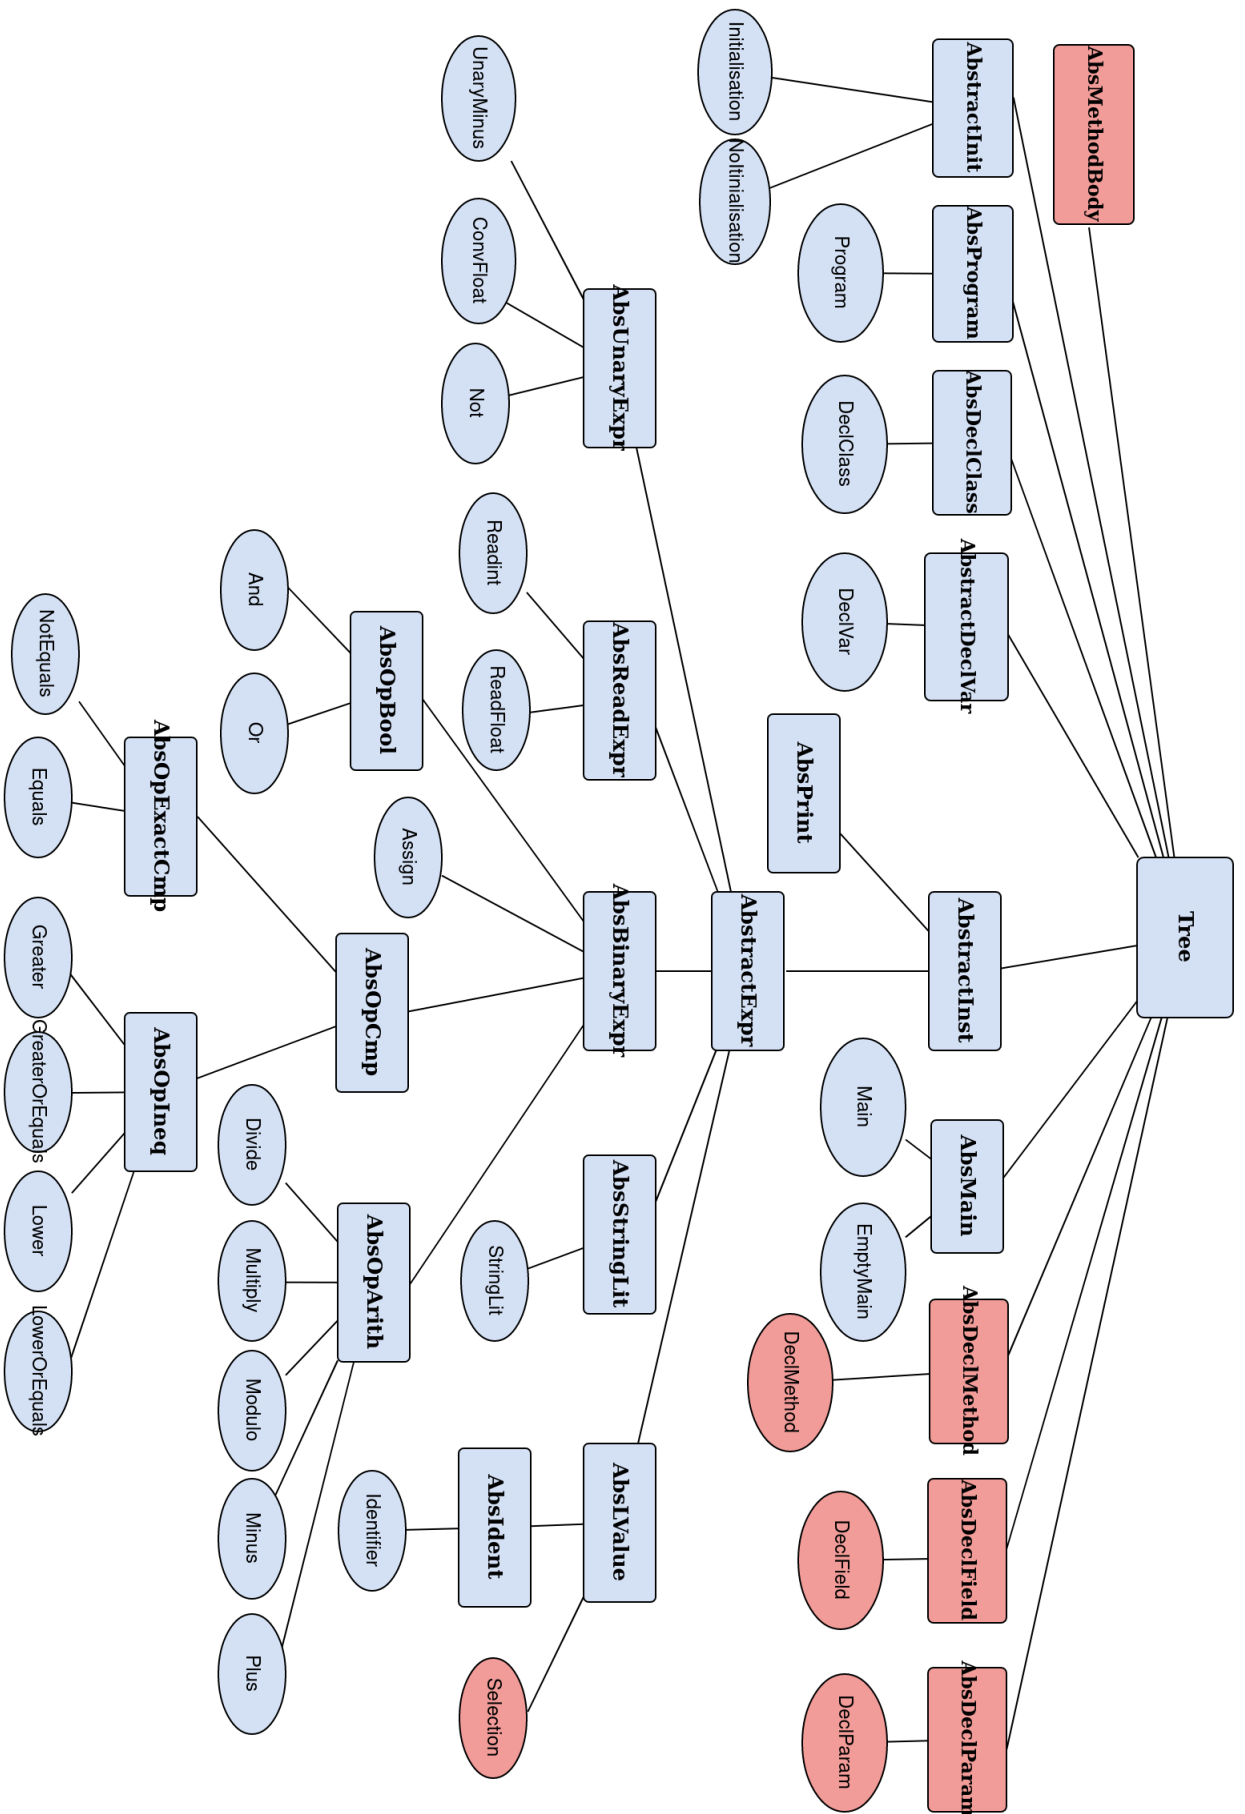 Tree
AbsMethodBody
AbstractInit
AbsProgram
AbsDeclClass
AbstractDeclVar
AbstractInst
AbsMain
AbsDeclMethod
AbsDeclField
AbsDeclParam
Initialisation
NoItinialisation
Program
DeclClass
DeclVar
AbsPrint
Main
EmptyMain
DeclMethod
DeclField
DeclParam
AbstractExpr
AbsUnaryExpr
AbsReadExpr
AbsBinaryExpr
AbsStringLit
AbsLValue
UnaryMinus
ConvFloat
Not
Readint
ReadFloat
StringLit
AbsIdent
Selection
AbsOpBool
Assign
AbsOpCmp
AbsOpArith
Identifier
And
Or
Divide
Multiply
Modulo
Minus
Plus
AbsOpExactCmp
AbsOpIneq
NotEquals
Equals
Greater
GreaterOrEquals
Lower
LowerOrEquals